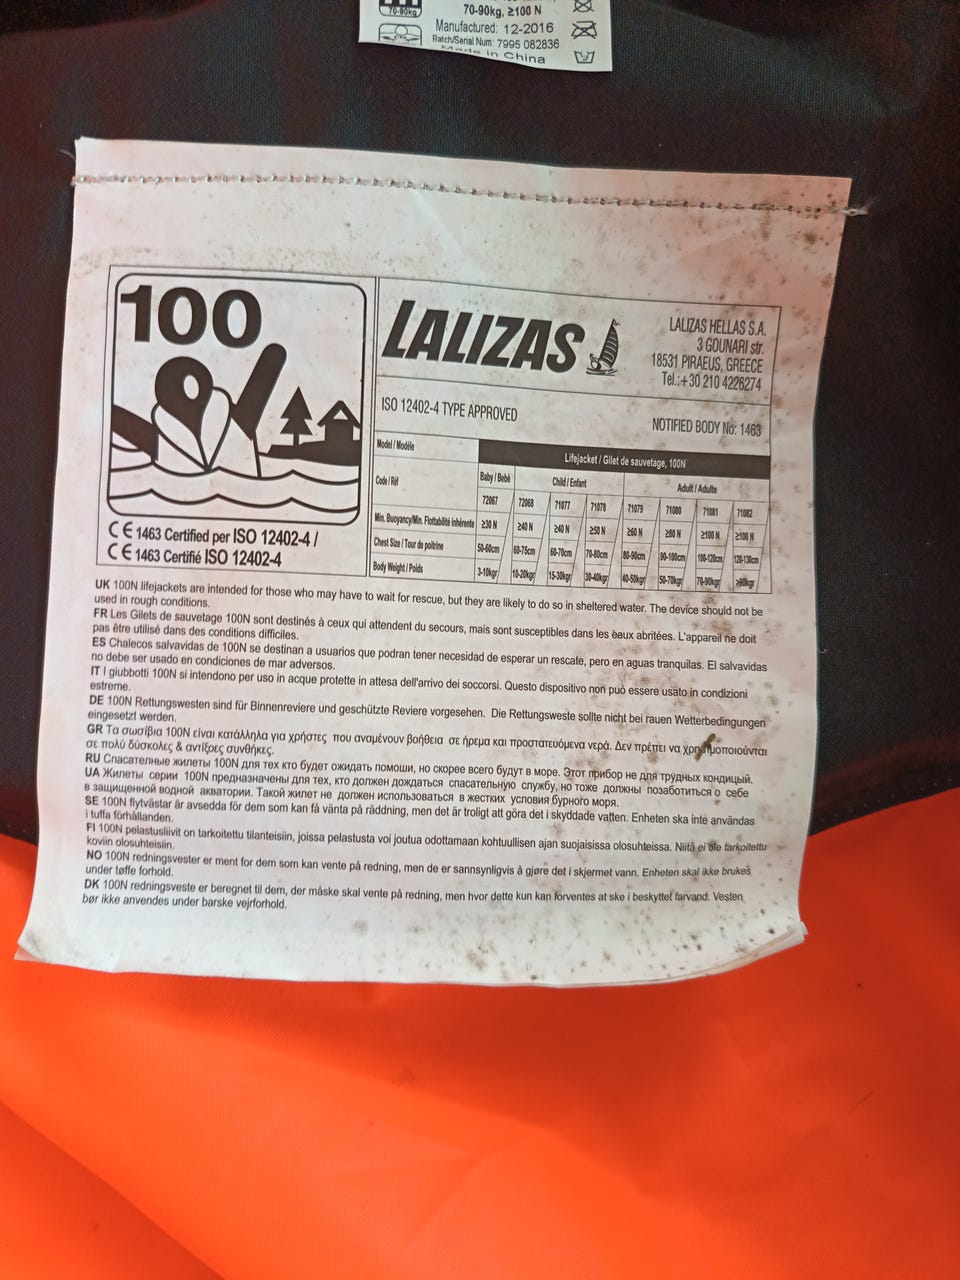 70-90kg
70-90kg, ≥100 N
Manufactured: 12-2016
Batch/Serial Num: 7995 082836
Made in China
100
LALIZAS
LALIZAS HELLAS S.A.
3 GOUNARI str.
18531 PIRAEUS, GREECE
Tel.:+30 210 4226274
ISO 12402-4 TYPE APPROVED
NOTIFIED BODY No: 1463
Model / Modéle
Lifejacket / Gilet de sauvetage, 100N
Code / Réf
Baby / Bebè Child / Enfant Adult / Adulte
72067 72068 71077 71078 71079 71080 71081 71082
Min. Buoyancy/Min. Flottabilité inhérente ≥30 N ≥40 N ≥40 N ≥50 N ≥60 N ≥80 N ≥100 N ≥100 N
Chest Size / Tour de poitrine 50-60cm 60-75cm 60-70cm 70-80cm 80-90cm 90-100cm 100-120cm 120-130cm
Body Weight / Poids 3-10kgr 10-20kgr 15-30kgr 30-40kgr 40-50kgr 50-70kgr 70-90kgr >90kgr
CE 1463 Certified per ISO 12402-4 /
CE 1463 Certifié ISO 12402-4
UK 100N lifejackets are intended for those who may have to wait for rescue, but they are likely to do so in sheltered water. The device should not be
used in rough conditions.
FR Les Gilets de sauvetage 100N sont destinés à ceux qui attendent du secours, mais sont susceptibles dans les eaux abritées. L'appareil ne doit
pas être utilisé dans des conditions difficiles.
ES Chalecos salvavidas de 100N se destinan a usuarios que podran tener necesidad de esperar un rescate, pero en aguas tranquilas. El salvavidas
no debe ser usado en condiciones de mar adversos.
IT I giubbotti 100N si intendono per uso in acque protette in attesa dell'arrivo dei soccorsi. Questo dispositivo non può essere usato in condizioni
estreme.
DE 100N Rettungswesten sind für Binnenreviere und geschützte Reviere vorgesehen. Die Rettungsweste sollte nicht bei rauen Wetterbedingungen
eingesetzt werden.
GR Τα σωσίβια 100N είναι κατάλληλα για χρήστες που αναμένουν βοήθεια σε ήρεμα και προστατευόμενα νερά. Δεν πρέπει να χρησιμοποιούνται
σε πολύ δύσκολες & αντίξοες συνθήκες.
RU Спасательные жилеты 100N для тех кто будет ожидать помоши, но скорее всего будут в море. Этот прибор не для трудных кондицый.
UA Жилеты серии 100N предназначены для тех, кто должен дождаться спасательную службу, но тоже должны позаботиться о себе
в защищенной водной акватории. Такой жилет не должен использоваться в жестких условия бурного моря.
SE 100N flytvästar är avsedda för dem som kan få vänta på räddning, men det är troligt att göra det i skyddade vatten. Enheten ska inte användas
i tuffa förhållanden.
FI 100N pelastusliivit on tarkoitettu tilanteisiin, joissa pelastusta voi joutua odottamaan kohtuullisen ajan suojaisissa olosuhteissa. Niitä ei ole tarkoitettu
koviin olosuhteisiin.
NO 100N redningsvester er ment for dem som kan vente på redning, men de er sannsynligvis å gjøre det i skjermet vann. Enheten skal ikke brukes
under tøffe forhold.
DK 100N redningsveste er beregnet til dem, der måske skal vente på redning, men hvor dette kun kan forventes at ske i beskyttet farvand. Vesten
bør ikke anvendes under barske vejrforhold.